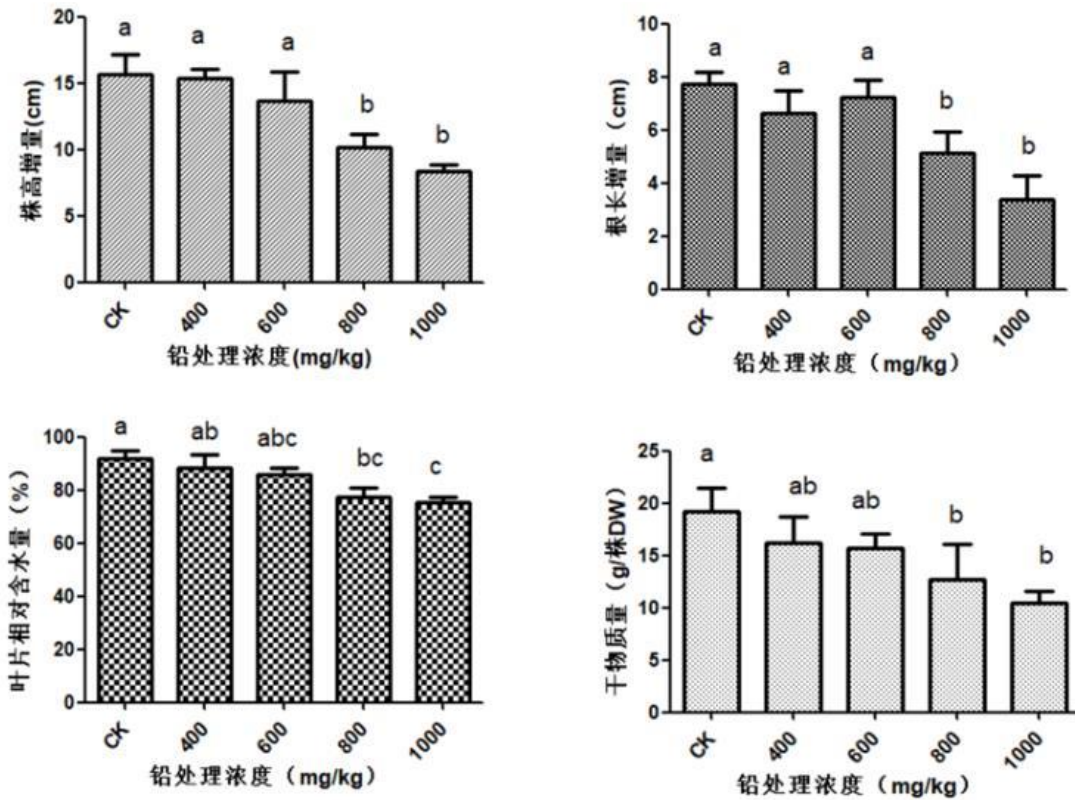 株高增量(cm)
20
15
10
5
0
a
a
a
b
b
CK
400
600
800
1000
铅处理浓度(mg/kg)
根长增量（cm）
10
8
6
4
2
0
a
a
a
b
b
CK
400
600
800
1000
铅处理浓度（mg/kg）
叶片相对含水量（%）
100
80
60
40
20
0
a
ab
abc
bc
c
CK
400
600
800
1000
铅处理浓度（mg/kg）
干物质量（g/株DW）
25
20
15
10
5
0
a
ab
ab
b
b
CK
400
600
800
1000
铅处理浓度（mg/kg）